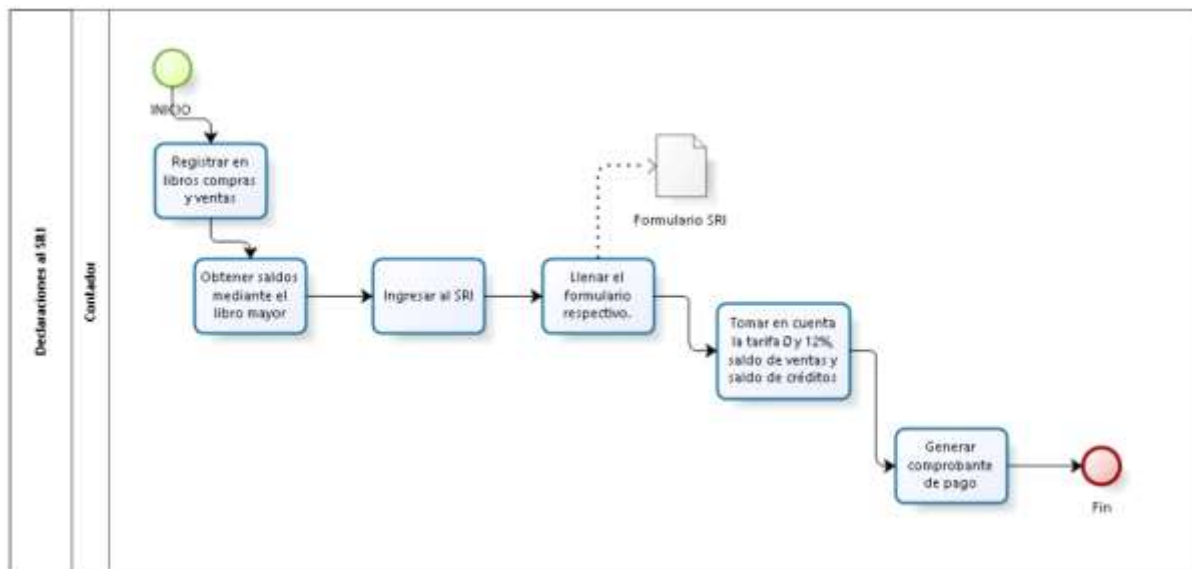 Declaraciones al SRI
Contador
INICIO
Registrar en
libros compras
y ventas
Formulario SRI
Obtener saldos
mediante el
libro mayor
Ingresar al SRI
Llenar el
formulario
respectivo.
Tomar en cuenta
la tarifa 0 y 12%,
saldo de ventas y
saldo de créditos
Generar
comprobante
de pago
Fin